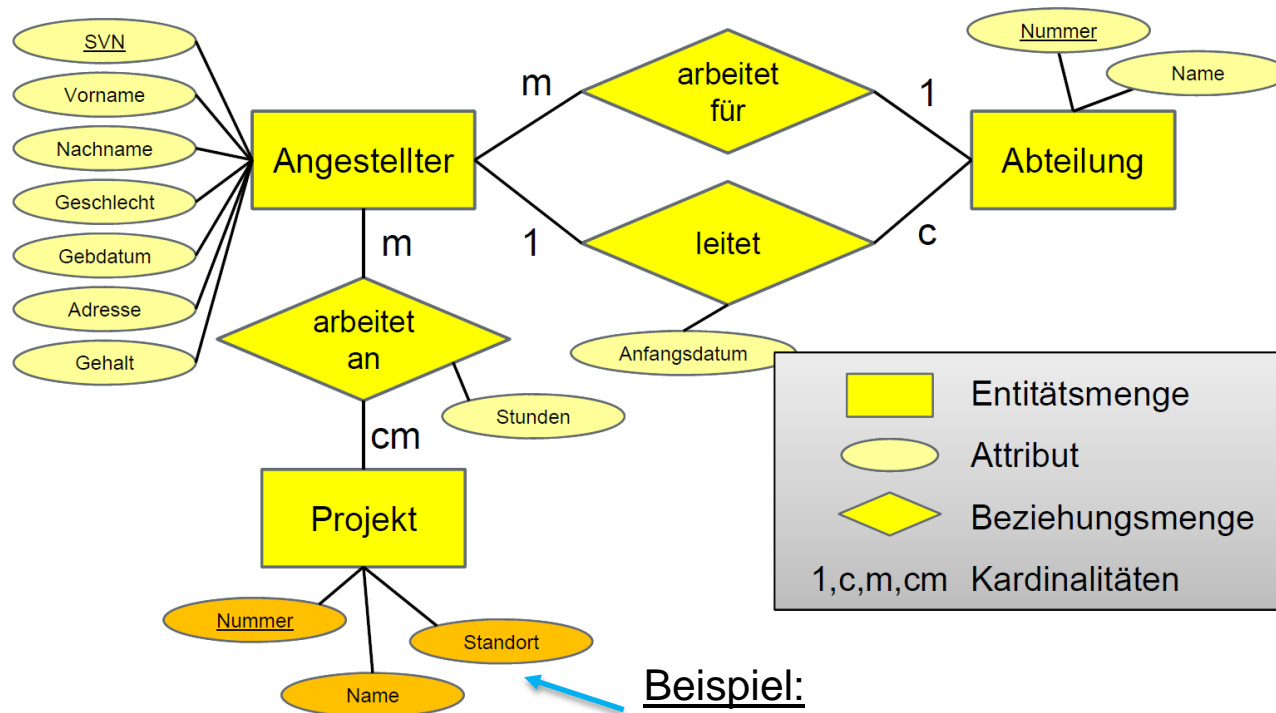 SVN
Vorname
Nachname
Geschlecht
Gebdatum
Adresse
Gehalt
Angestellter
m
arbeitet
für
1
Nummer
Name
Abteilung
1
leitet
c
Anfangsdatum
m
arbeitet
an
Stunden
cm
Projekt
Nummer
Name
Standort
Entitätsmenge
Attribut
Beziehungsmenge
1,c,m,cm Kardinalitäten
Beispiel: